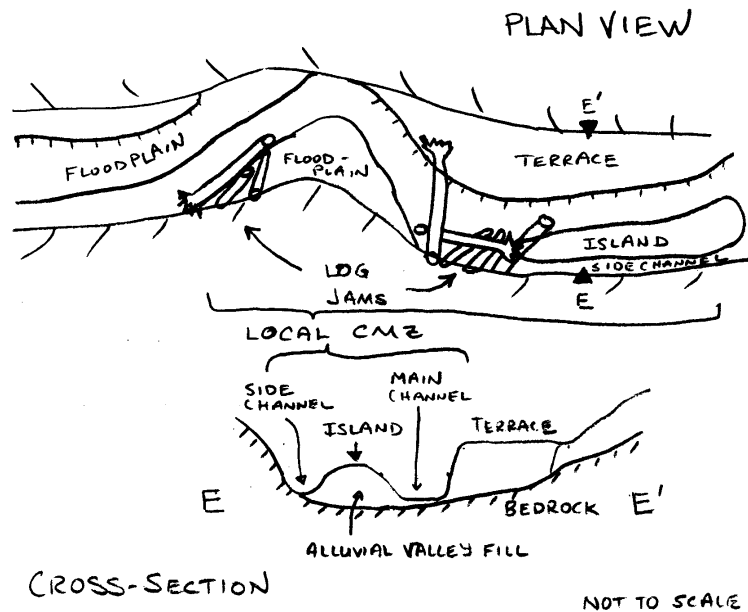 PLAN VIEW
E'
FLOODPLAIN
FLOOD-
PLAIN
TERRACE
ISLAND
SIDE CHANNEL
LOG
JAMS
E
LOCAL CMZ
SIDE
CHANNEL
MAIN
CHANNEL
ISLAND
TERRACE
E
BEDROCK
E'
ALLUVIAL VALLEY FILL
CROSS-SECTION
NOT TO SCALE